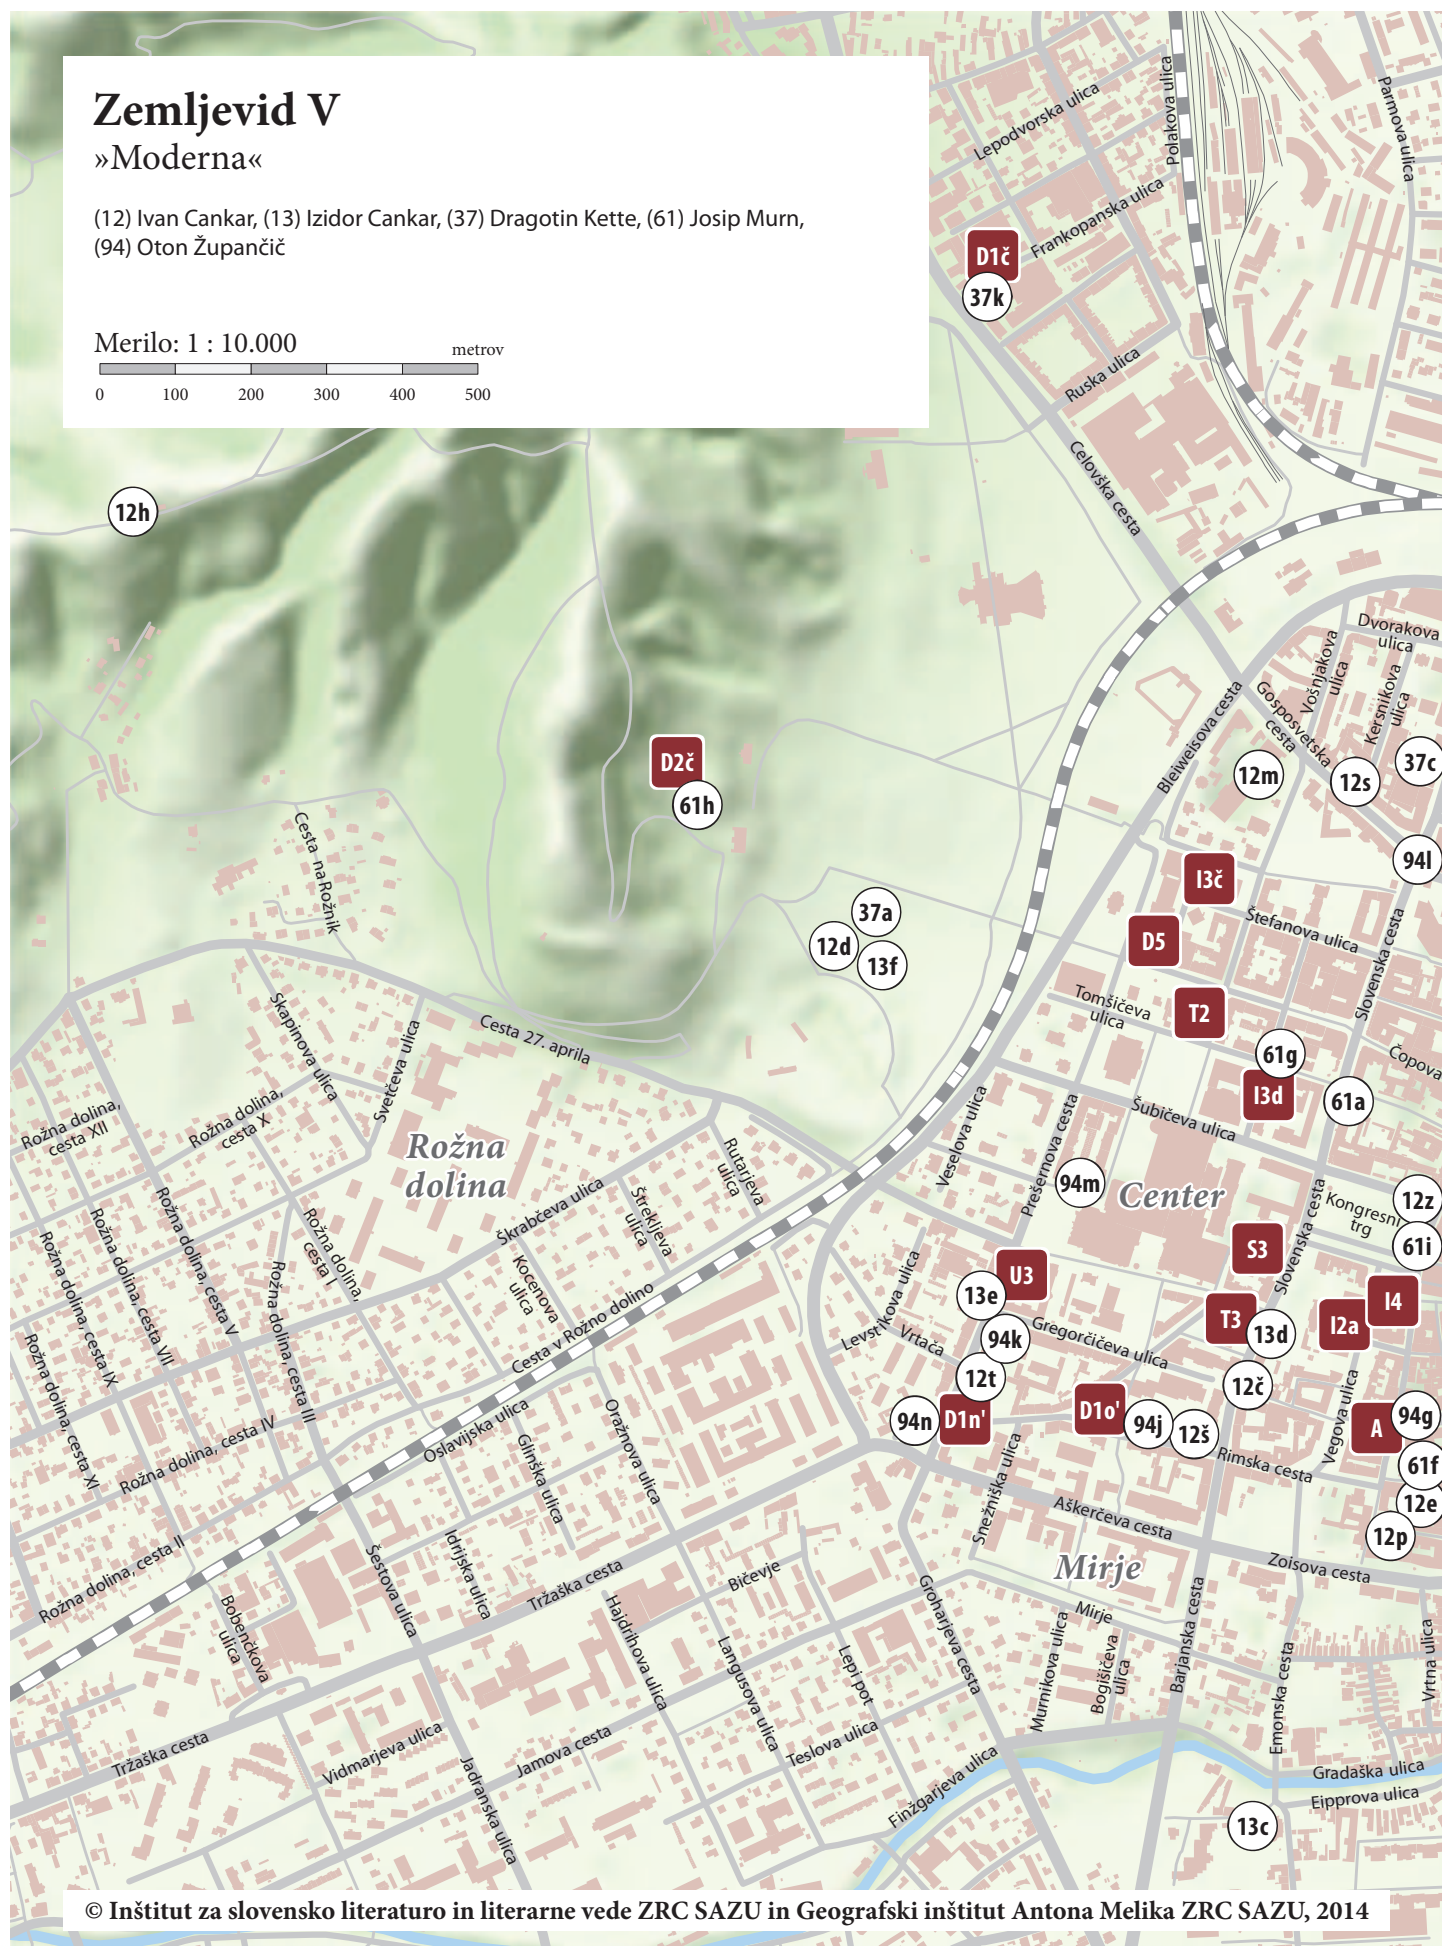 Zemljevid V
»Moderna«
(12) Ivan Cankar, (13) Izidor Cankar, (37) Dragotin Kette, (61) Josip Murn,
(94) Oton Župančič
Merilo: 1 : 10.000
metrov
0 100 200 300 400 500
Lepodvorska ulica
Polakova ulica
Parmova ulica
Frankopanska ulica
D1č
37k
Ruska ulica
Celovška cesta
12h
Dvorakova
ulica
Vošnjakova
ulica
Kersnikova
ulica
Gosposvetska
cesta
Bleiweisova cesta
D2č
61h
12m
12s
37c
94l
Cesta na Rožnik
I3č
37a
12d
13f
D5
Štefanova ulica
Slovenska cesta
T2
Tomšičeva
ulica
Skapinova ulica
Svetčeva ulica
Cesta 27. aprila
61g
Čopova
I3d
61a
Šubičeva ulica
Rožna dolina,
cesta XII
Rožna dolina,
cesta X
Rožna
dolina
Veselova ulica
Prešernova cesta
94m
Center
Rutarjeva
ulica
Štrekljeva
ulica
Škrabčeva ulica
12z
Kongresni
trg
61i
Slovenska cesta
S3
Rožna dolina, cesta V
Rožna dolina, cesta VII
Rožna dolina, cesta IX
Rožna dolina, cesta XI
Rožna dolina,
cesta I
Rožna dolina, cesta III
Kocenova
ulica
Cesta v Rožno dolino
Levstikova ulica
U3
13e
94k
Vrtača
Gregorčičeva ulica
T3
13d
I2a
I4
12t
12č
94n
D1n'
D1o'
94j
12š
Vegova ulica
A
94g
61f
12e
12p
Rimska cesta
Rožna dolina, cesta IV
Oslavijska ulica
Glinška ulica
Oražnova ulica
Snežniška ulica
Aškerčeva cesta
Mirje
Zoisova cesta
Rožna dolina, cesta II
Bobenčkova
ulica
Šestova ulica
Idrijska ulica
Tržaška cesta
Bičevje
Hajdrihova ulica
Langusova ulica
Lepi pot
Groharjeva cesta
Mirje
Murnikova ulica
Bogišičeva
ulica
Barjanska cesta
Emonska cesta
Vrtna ulica
Tržaška cesta
Vidmarjeva ulica
Jamova cesta
Jadranska ulica
Teslova ulica
Finžgarjeva ulica
Gradaška ulica
Eipprova ulica
13c
© Inštitut za slovensko literaturo in literarne vede ZRC SAZU in Geografski inštitut Antona Melika ZRC SAZU, 2014